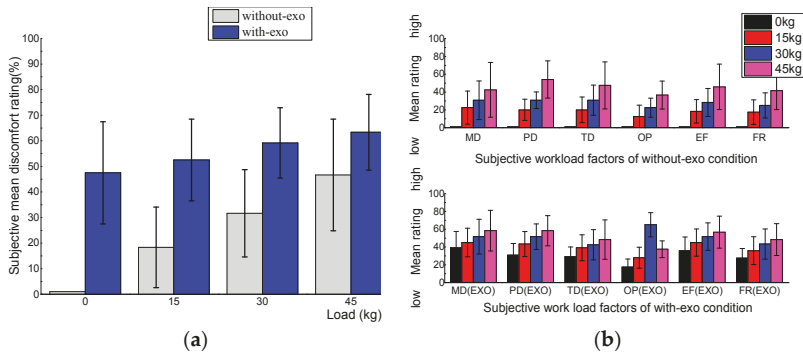 without-exo
with-exo
Subjective mean discomfort rating(%)
100
90
80
70
60
50
40
30
20
10
0
0 15 30 45
Load (kg)
(a)
0kg
15kg
30kg
45kg
high
Mean rating
low
100
80
60
40
20
0
MD PD TD OP EF FR
Subjective workload factors of without-exo condition
high
Mean rating
low
100
80
60
40
20
0
MD(EXO) PD(EXO) TD(EXO) OP(EXO) EF(EXO) FR(EXO)
Subjective work load factors of with-exo condition
(b)